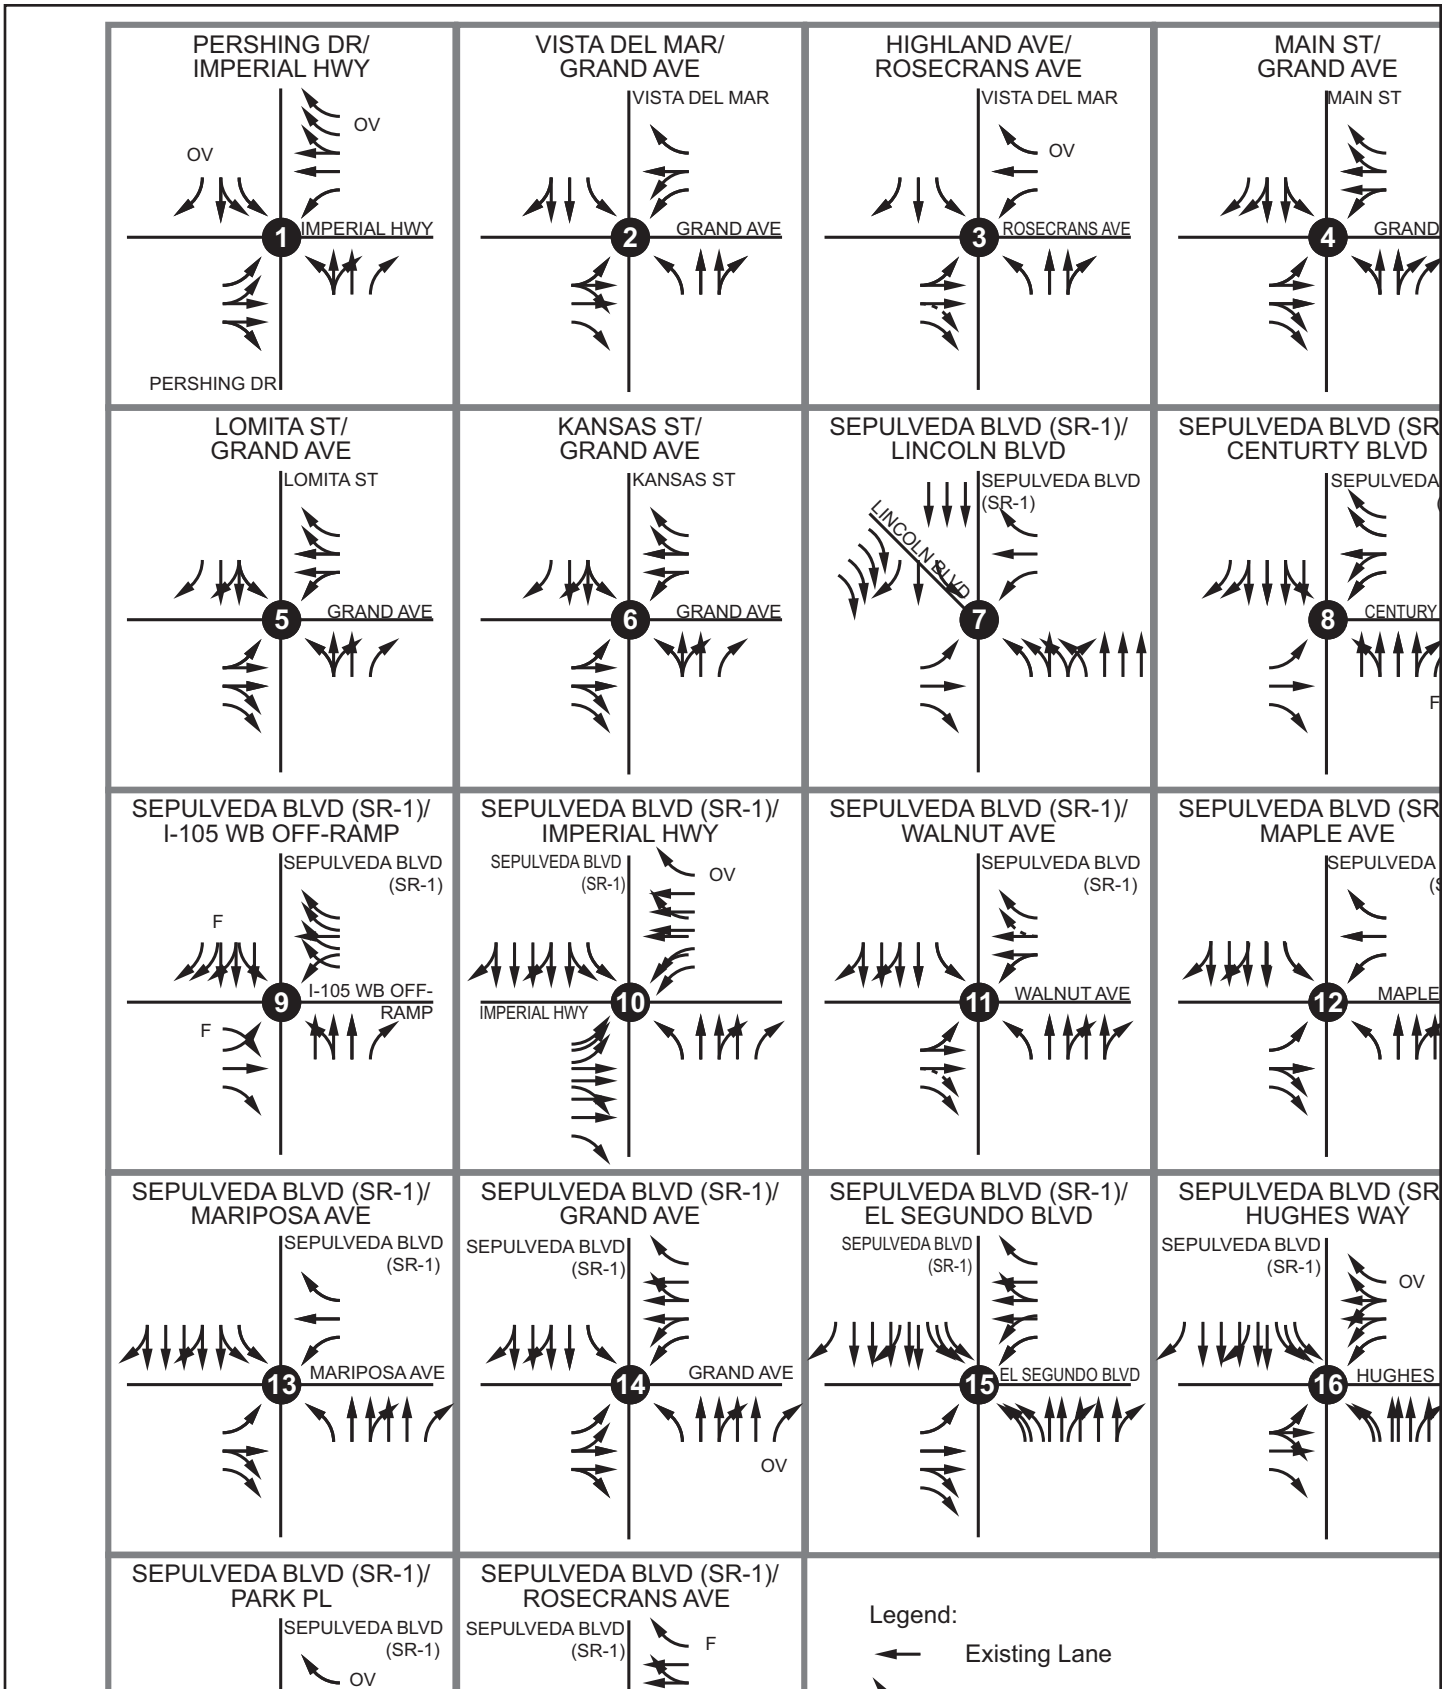 PERSHING DR/
IMPERIAL HWY
OV
OV
IMPERIAL HWY
1
PERSHING DR
VISTA DEL MAR/
GRAND AVE
VISTA DEL MAR
GRAND AVE
2
HIGHLAND AVE/
ROSECRANS AVE
VISTA DEL MAR
OV
ROSECRANS AVE
3
MAIN ST/
GRAND AVE
MAIN ST
GRAND
4
LOMITA ST/
GRAND AVE
LOMITA ST
GRAND AVE
5
KANSAS ST/
GRAND AVE
KANSAS ST
GRAND AVE
6
SEPULVEDA BLVD (SR-1)/
LINCOLN BLVD
SEPULVEDA BLVD
(SR-1)
LINCOLN BLVD
7
SEPULVEDA BLVD (SR
CENTURTY BLVD
SEPULVEDA
(
CENTURY
8
F
SEPULVEDA BLVD (SR-1)/
I-105 WB OFF-RAMP
SEPULVEDA BLVD
(SR-1)
F
I-105 WB OFF-
RAMP
9
F
SEPULVEDA BLVD (SR-1)/
IMPERIAL HWY
SEPULVEDA BLVD
(SR-1)
OV
10
IMPERIAL HWY
SEPULVEDA BLVD (SR-1)/
WALNUT AVE
SEPULVEDA BLVD
(SR-1)
WALNUT AVE
11
SEPULVEDA BLVD (SR
MAPLE AVE
SEPULVEDA
(S
MAPLE
12
SEPULVEDA BLVD (SR-1)/
MARIPOSA AVE
SEPULVEDA BLVD
(SR-1)
MARIPOSA AVE
13
SEPULVEDA BLVD (SR-1)/
GRAND AVE
SEPULVEDA BLVD
(SR-1)
GRAND AVE
14
OV
SEPULVEDA BLVD (SR-1)/
EL SEGUNDO BLVD
SEPULVEDA BLVD
(SR-1)
EL SEGUNDO BLVD
15
SEPULVEDA BLVD (SR
HUGHES WAY
SEPULVEDA BLVD
(SR-1)
OV
HUGHES
16
SEPULVEDA BLVD (SR-1)/
PARK PL
SEPULVEDA BLVD
(SR-1)
OV
SEPULVEDA BLVD (SR-1)/
ROSECRANS AVE
SEPULVEDA BLVD
(SR-1)
F
Legend:
Existing Lane